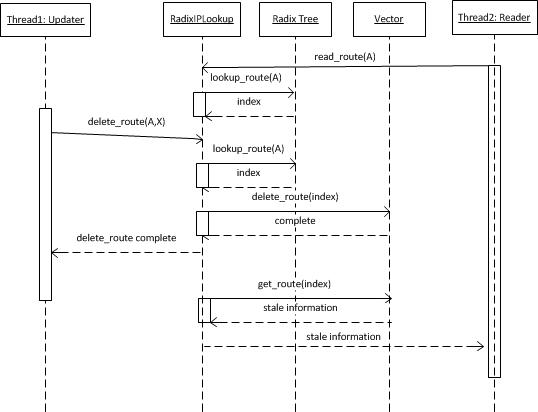 Thread1: Updater
RadixIPLookup
Radix Tree
Vector
Thread2: Reader
read_route(A)
lookup_route(A)
index
delete_route(A,X)
lookup_route(A)
index
delete_route(index)
complete
delete_route complete
get_route(index)
stale information
stale information